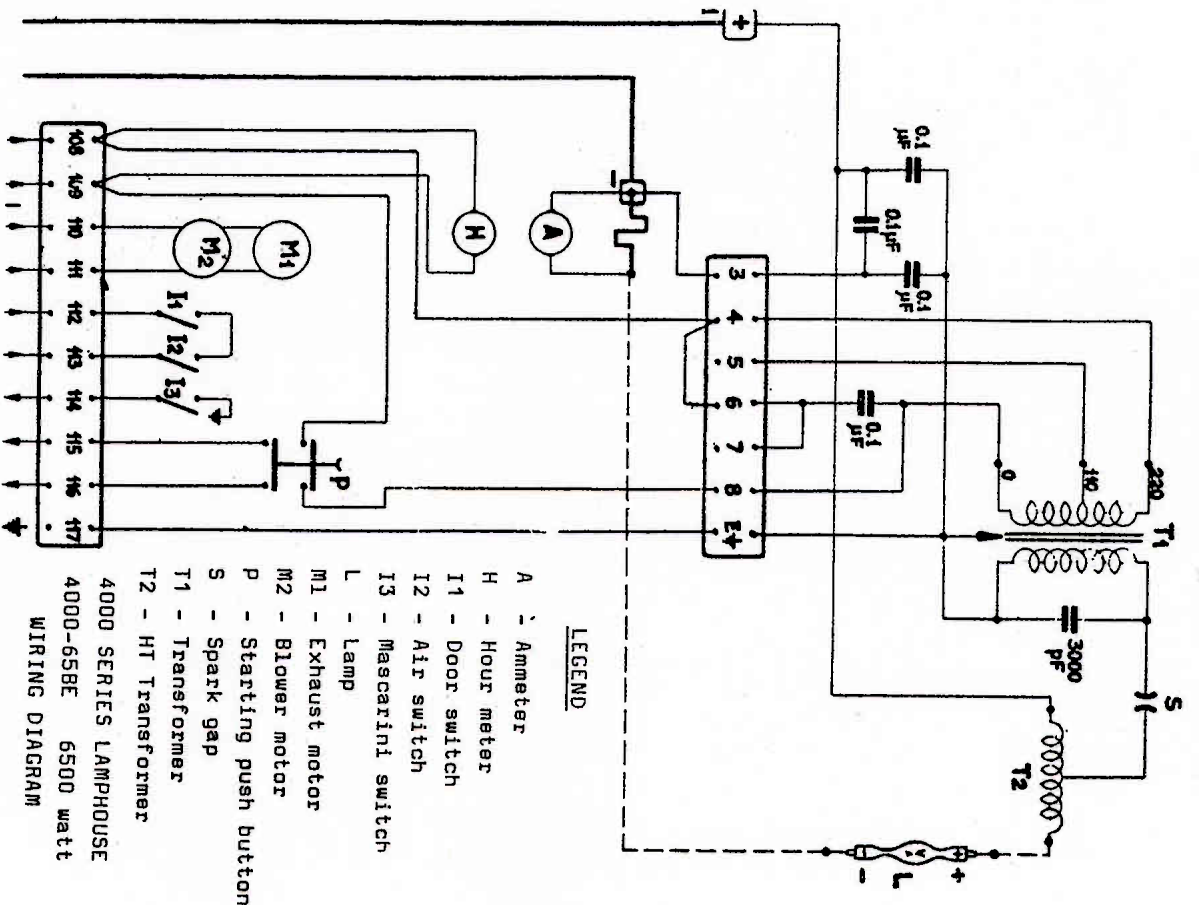 1
+
0.1
µF
0.1µF
0.1
µF
0.1
µF
220
110
0
T1
3000
pF
S
T2
+
L
-
-
A
H
3
4
5
6
7
8
E
M1
M2
I1
I2
I3
P
108
109
110
111
112
113
114
115
116
117
LEGEND
A - Ammeter
H - Hour meter
I1 - Door switch
I2 - Air switch
I3 - Mascarini switch
L - Lamp
M1 - Exhaust motor
M2 - Blower motor
P - Starting push button
S - Spark gap
T1 - Transformer
T2 - HT Transformer
4000 SERIES LAMPHOUSE
4000-65BE 6500 watt
WIRING DIAGRAM